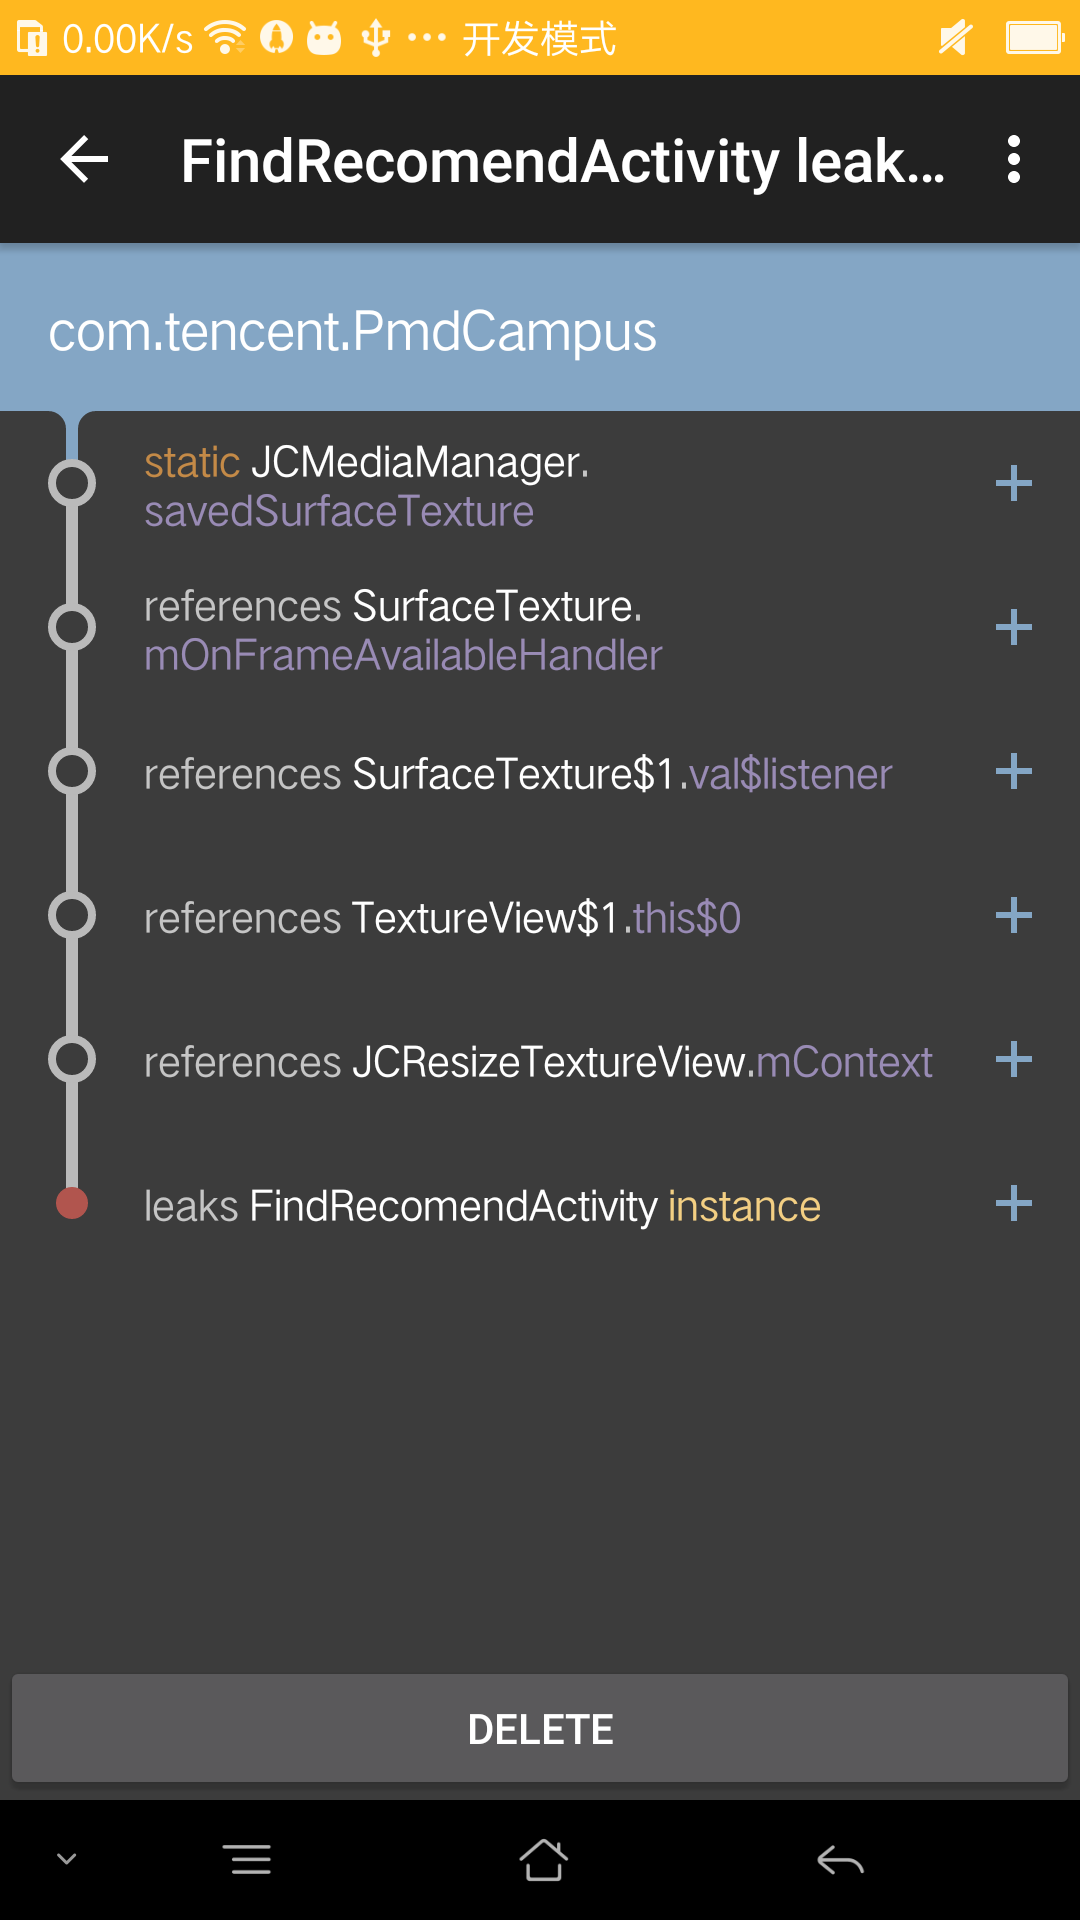 0.00K/s ... 开发模式
FindRecomendActivity leak...
com.tencent.PmdCampus
static JCMediaManager.
savedSurfaceTexture
references SurfaceTexture.
mOnFrameAvailableHandler
references SurfaceTexture$1.val$listener
references TextureView$1.this$0
references JCResizeTextureView.mContext
leaks FindRecomendActivity instance
DELETE